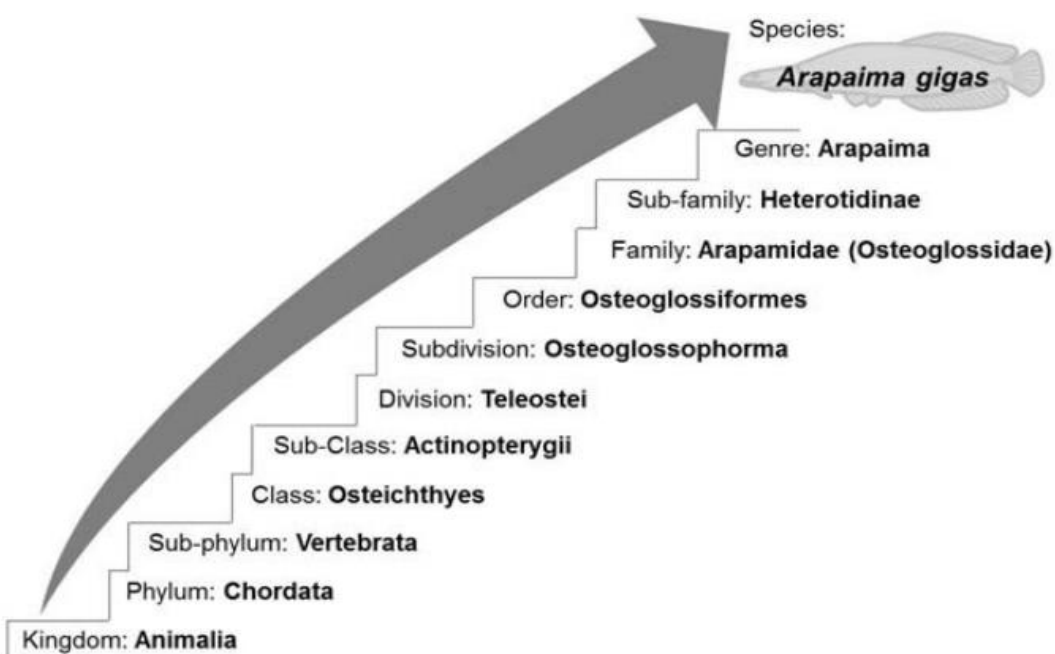 Species:
Arapaima gigas
Genre: Arapaima
Sub-family: Heterotidinae
Family: Arapamidae (Osteoglossidae)
Order: Osteoglossiformes
Subdivision: Osteoglossophorma
Division: Teleostei
Sub-Class: Actinopterygii
Class: Osteichthyes
Sub-phylum: Vertebrata
Phylum: Chordata
Kingdom: Animalia